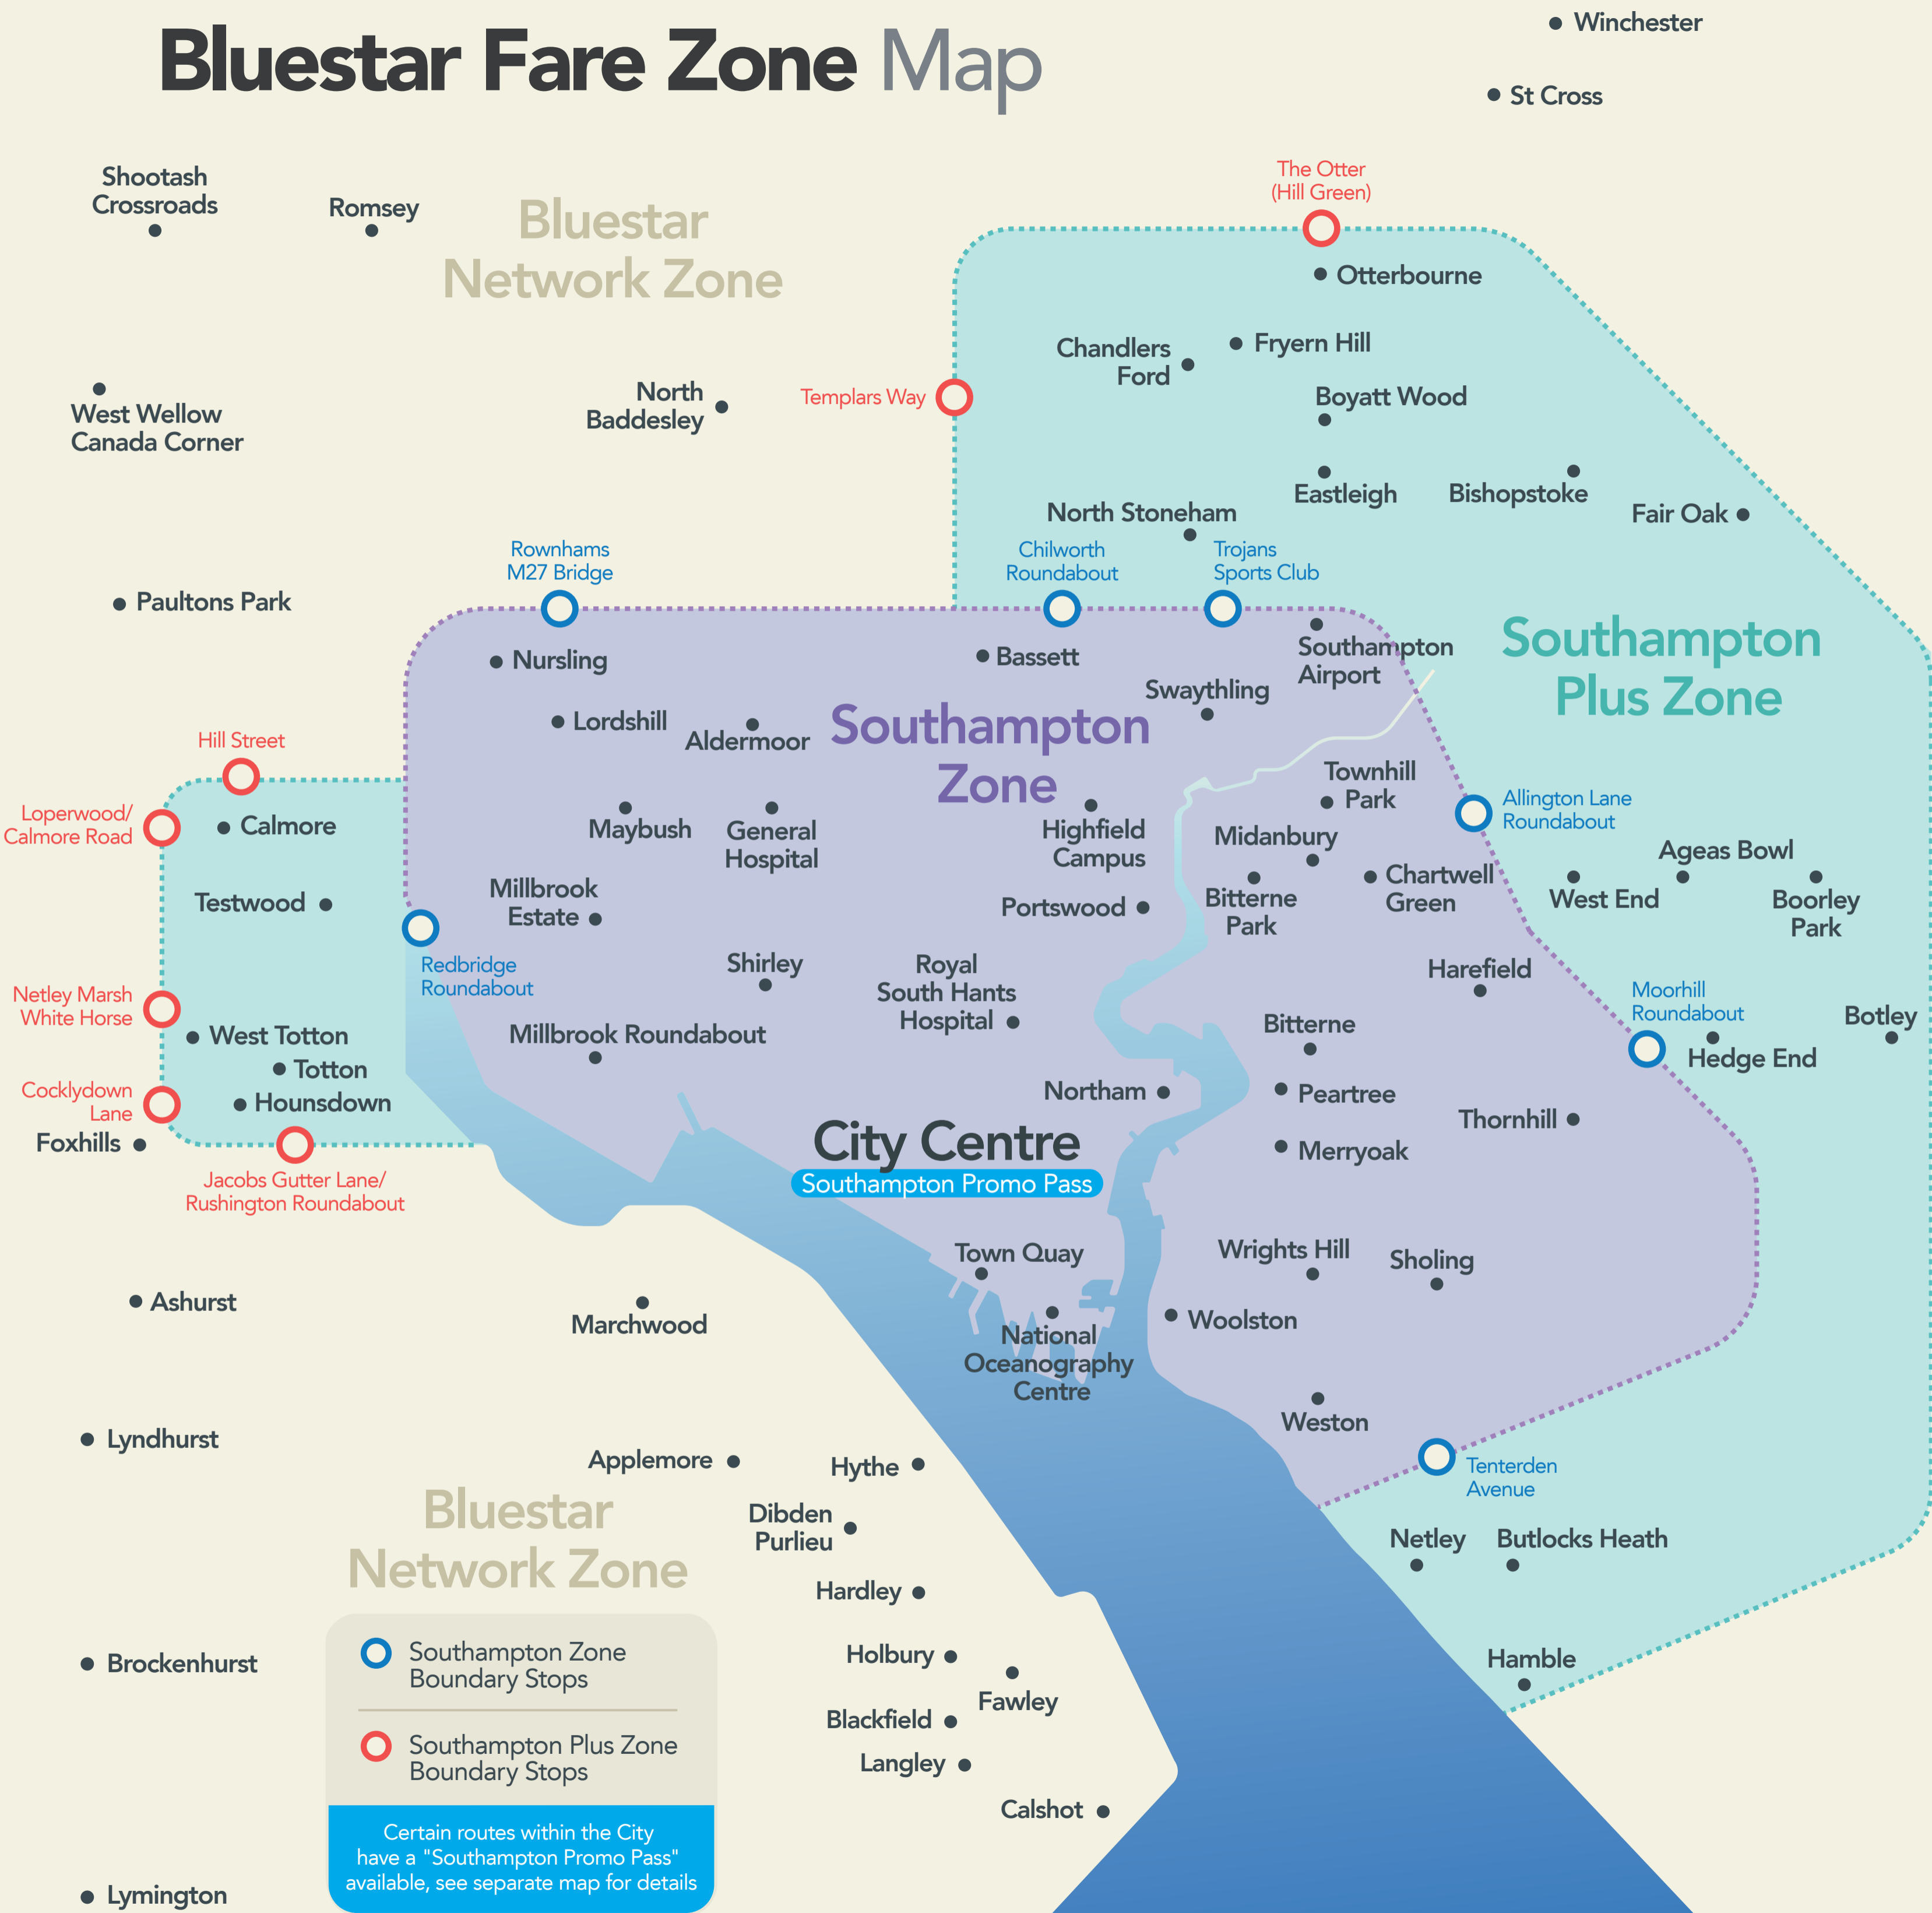 Bluestar Fare Zone Map
Winchester
St Cross
The Otter
(Hill Green)
Shootash
Crossroads
Romsey
Bluestar
Network Zone
Otterbourne
Fryern Hill
Chandlers
Ford
Boyatt Wood
North
Baddesley
Templars Way
West Wellow
Canada Corner
Eastleigh
Bishopstoke
Fair Oak
North Stoneham
Rownhams
M27 Bridge
Chilworth
Roundabout
Trojans
Sports Club
Paultons Park
Southampton
Plus Zone
Nursling
Bassett
Southampton
Airport
Swaythling
Lordshill
Aldermoor
Southampton
Zone
Hill Street
Townhill
Park
Loperwood/
Calmore Road
Calmore
Maybush
General
Hospital
Highfield
Campus
Midanbury
Allington Lane
Roundabout
Ageas Bowl
Testwood
Millbrook
Estate
Portswood
Bitterne
Park
Chartwell
Green
West End
Boorley
Park
Redbridge
Roundabout
Shirley
Royal
South Hants
Hospital
Harefield
Netley Marsh
White Horse
Moorhill
Roundabout
West Totton
Millbrook Roundabout
Bitterne
Botley
Hedge End
Totton
Cocklydown
Lane
Hounsdown
Northam
Peartree
Thornhill
Foxhills
City Centre
Southampton Promo Pass
Merryoak
Jacobs Gutter Lane/
Rushington Roundabout
Town Quay
Wrights Hill
Sholing
Ashurst
Marchwood
Woolston
National
Oceanography
Centre
Weston
Lyndhurst
Applemore
Hythe
Tenterden
Avenue
Bluestar
Network Zone
Dibden
Purlieu
Netley
Butlocks Heath
Hardley
Southampton Zone
Boundary Stops
Holbury
Hamble
Brockenhurst
Fawley
Blackfield
Southampton Plus Zone
Boundary Stops
Langley
Calshot
Certain routes within the City
have a "Southampton Promo Pass"
available, see separate map for details
Lymington